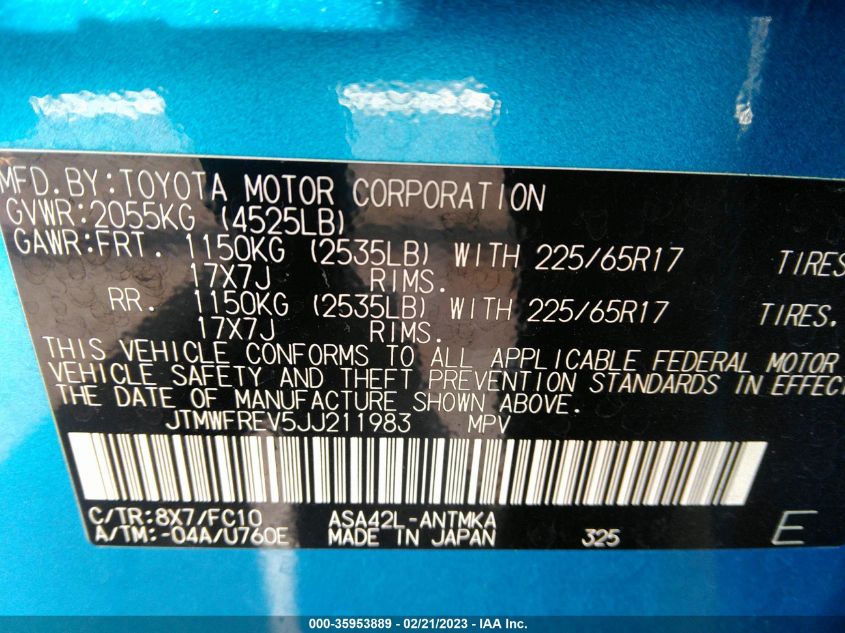 MFD. BY: TOYOTA MOTOR CORPORATION
GVWR: 2055KG (4525LB)
GAWR: FRT. 1150KG (2535LB) WITH 225/65R17 TIRES
17X7J RIMS.
RR. 1150KG (2535LB) WITH 225/65R17 TIRES.
17X7J RIMS.
THIS VEHICLE CONFORMS TO ALL APPLICABLE FEDERAL MOTOR
VEHICLE SAFETY AND THEFT PREVENTION STANDARDS IN EFFECT
THE DATE OF MANUFACTURE SHOWN ABOVE.
JTMWFREV5JJ211983 MPV
C/TR: 8X7/FC10 ASA42L-ANTMKA
A/TM: -04A/U760E MADE IN JAPAN 325 E
000-35953889 - 02/21/2023 - IAA Inc.